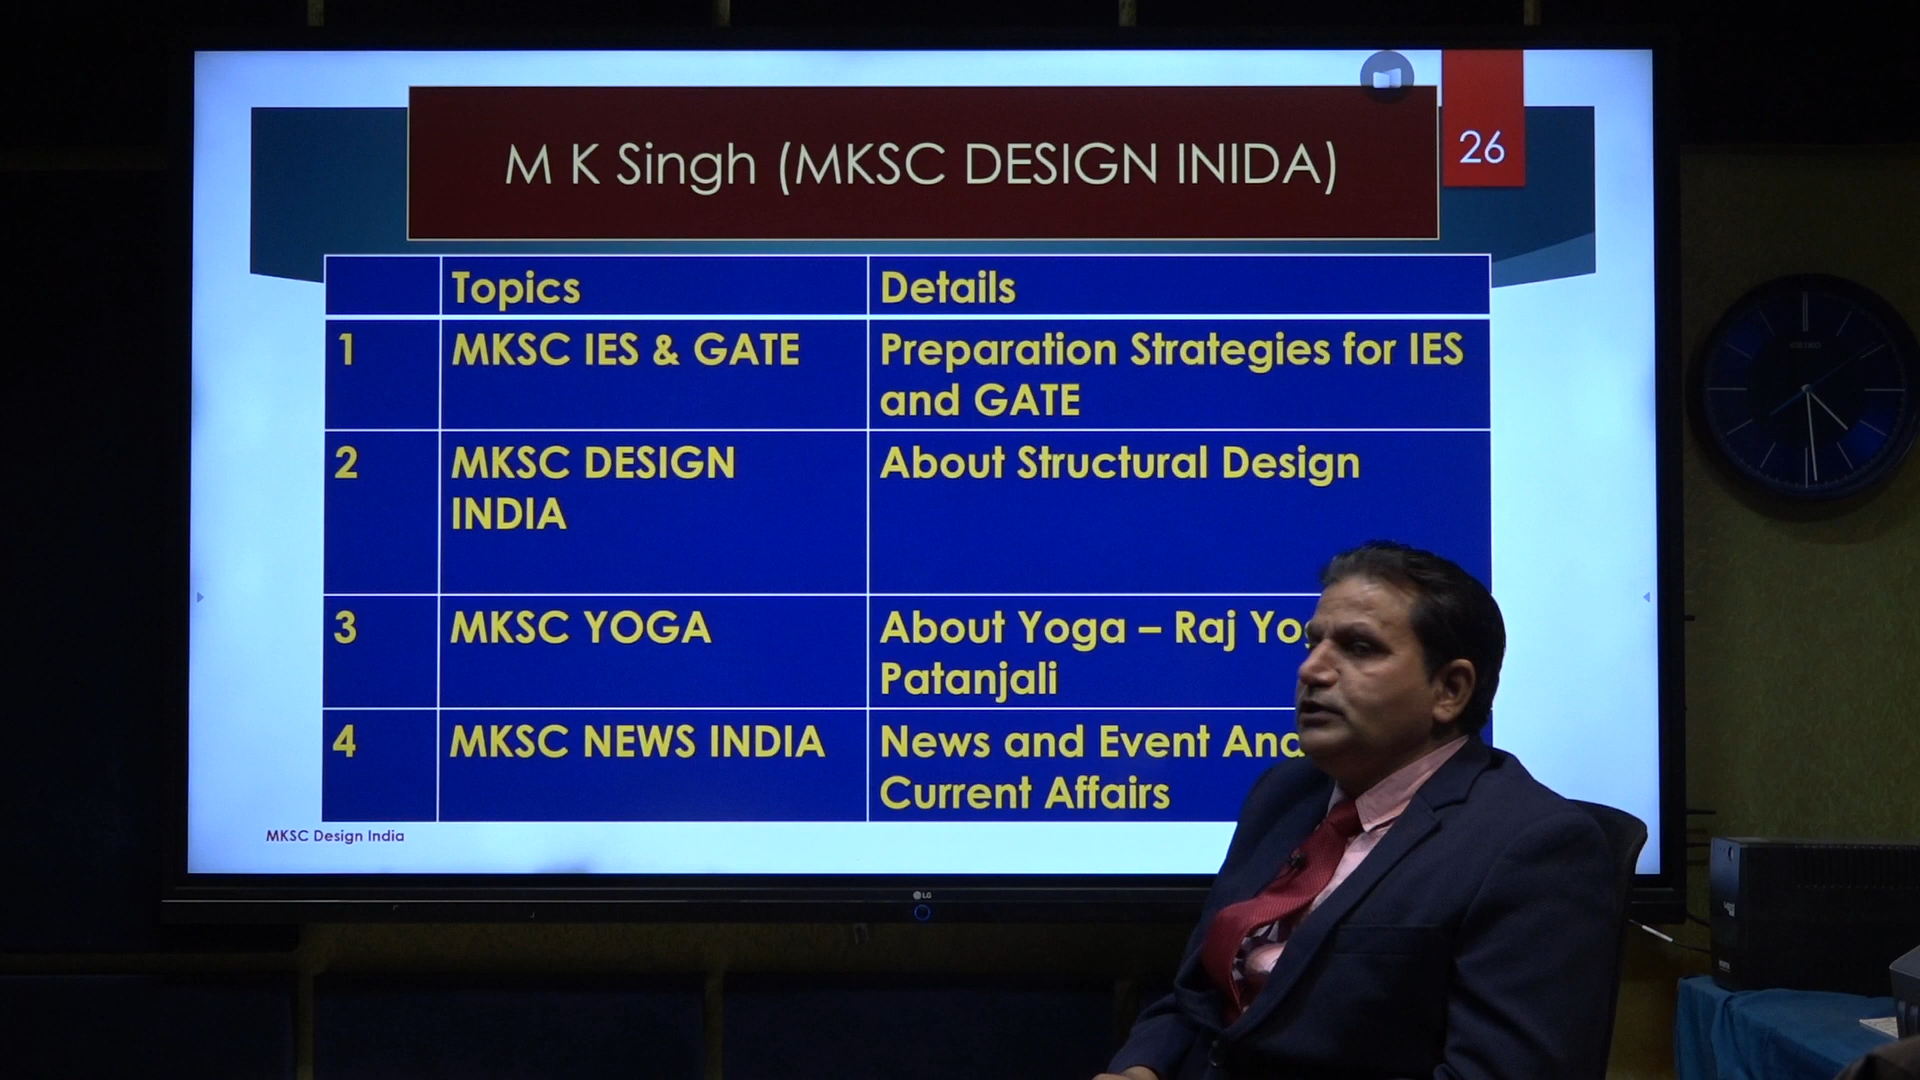 M K Singh (MKSC DESIGN INIDA)
26
Topics
Details
1
MKSC IES & GATE
Preparation Strategies for IES
and GATE
2
MKSC DESIGN
INDIA
About Structural Design
3
MKSC YOGA
About Yoga – Raj
Patanjali
4
MKSC NEWS INDIA
News and Event And
Current Affairs
MKSC Design India
LG
SEIKO